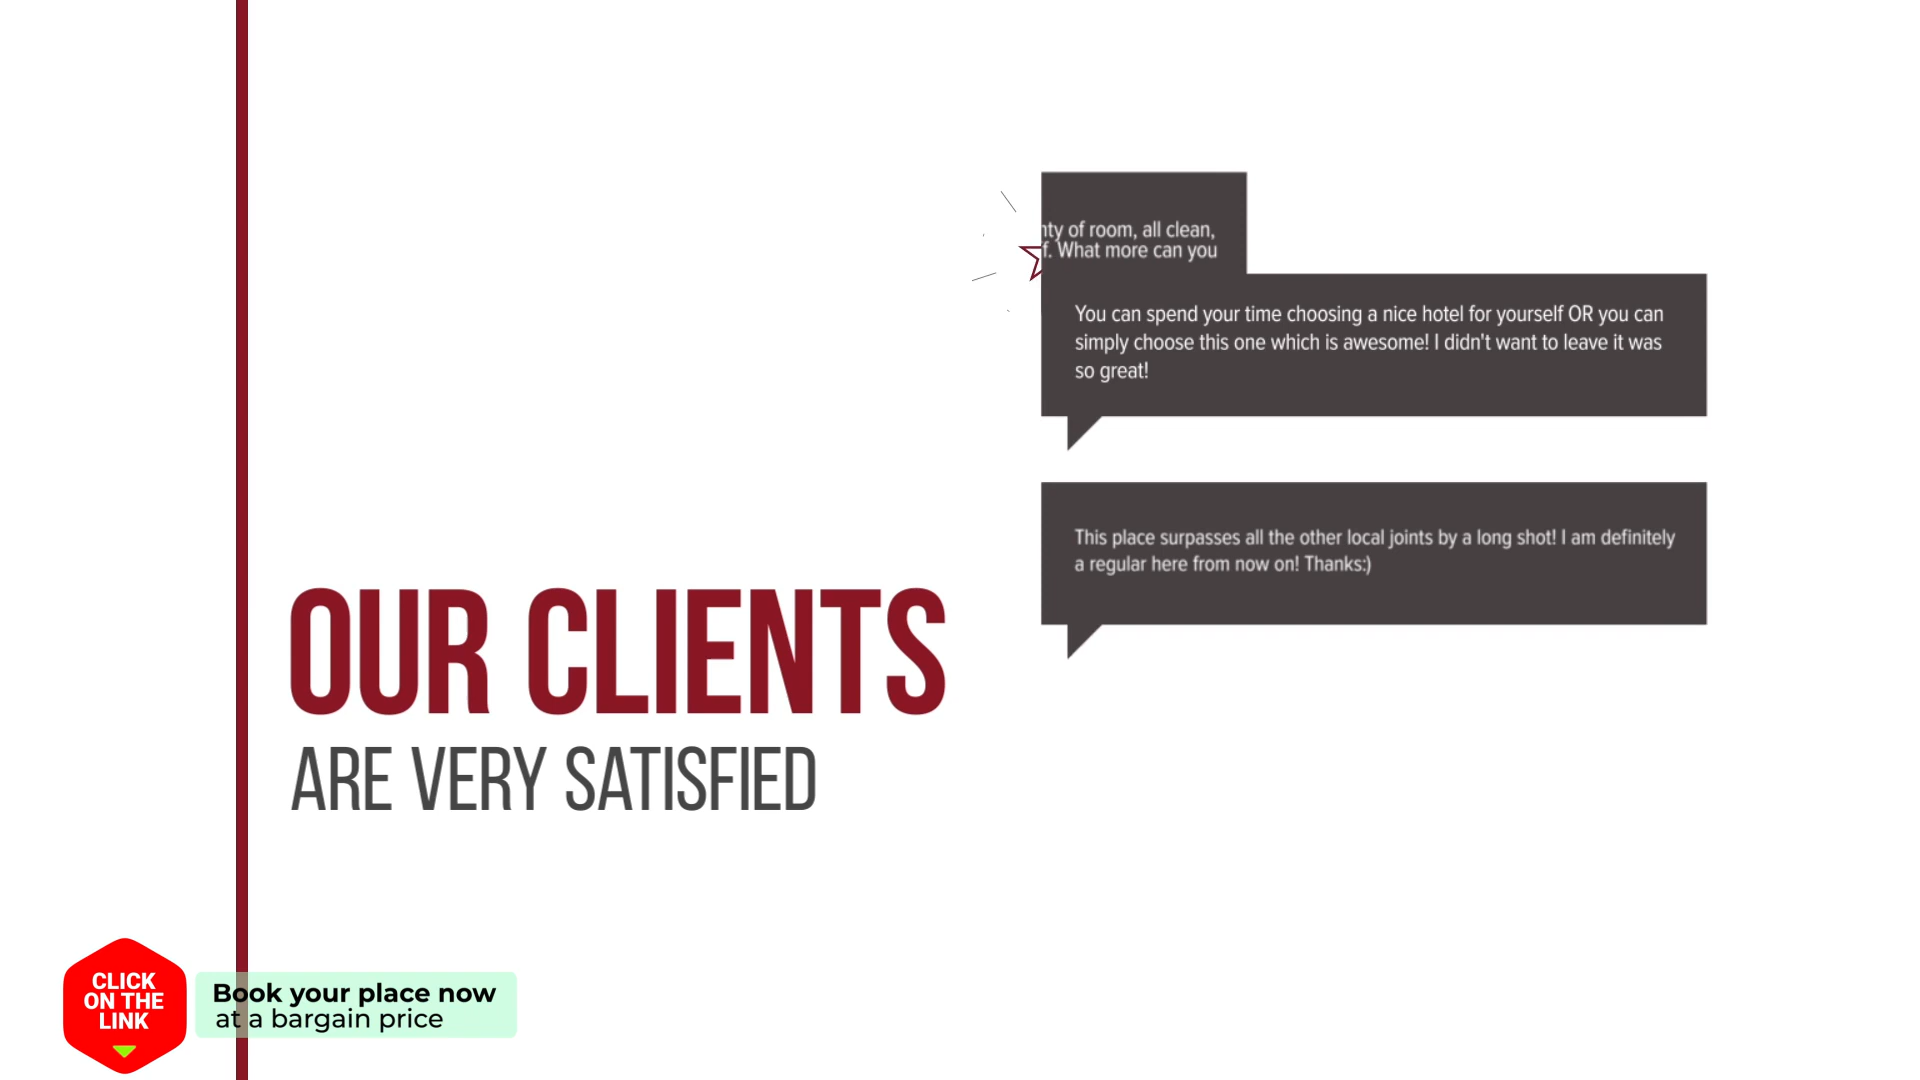 of room, all clean,
What more can you
You can spend your time choosing a nice hotel for yourself OR you can
simply choose this one which is awesome! I didn't want to leave it was
so great!
This place surpasses all the other local joints by a long shot! I am definitely
a regular here from now on! Thanks:)
OUR CLIENTS
ARE VERY SATISFIED
CLICK
ON THE
LINK
Book your place now
at a bargain price